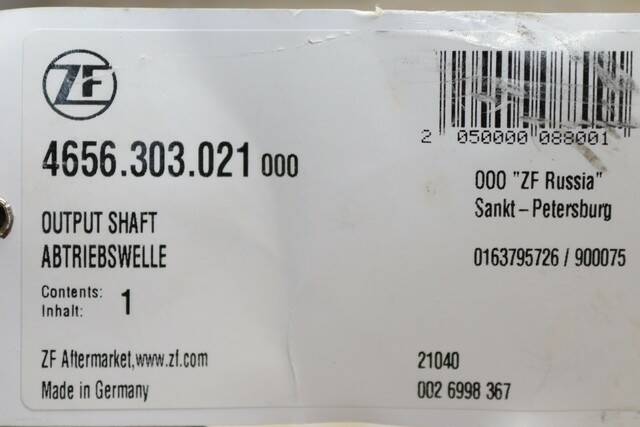 ZF
2 050000 088001
4656.303.021 000
OOO "ZF Russia"
Sankt-Petersburg
OUTPUT SHAFT
ABTRIEBSWELLE
0163795726 / 900075
Contents:
Inhalt: 1
ZF Aftermarket,www.zf.com
Made in Germany
21040
002 6998 367